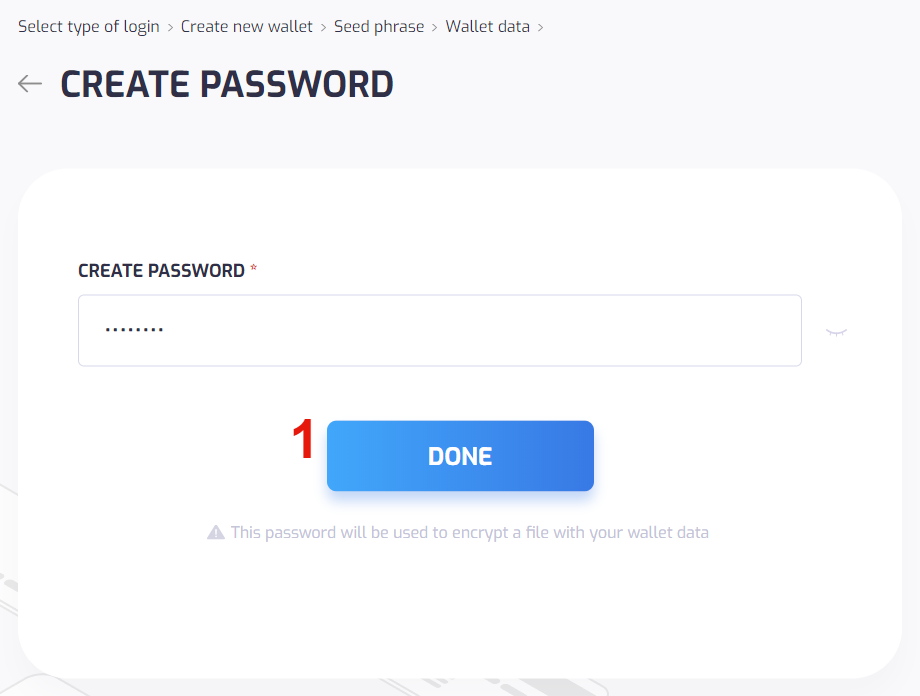 Select type of login > Create new wallet > Seed phrase > Wallet data >
← CREATE PASSWORD
CREATE PASSWORD *
••••••••
1 DONE
This password will be used to encrypt a file with your wallet data